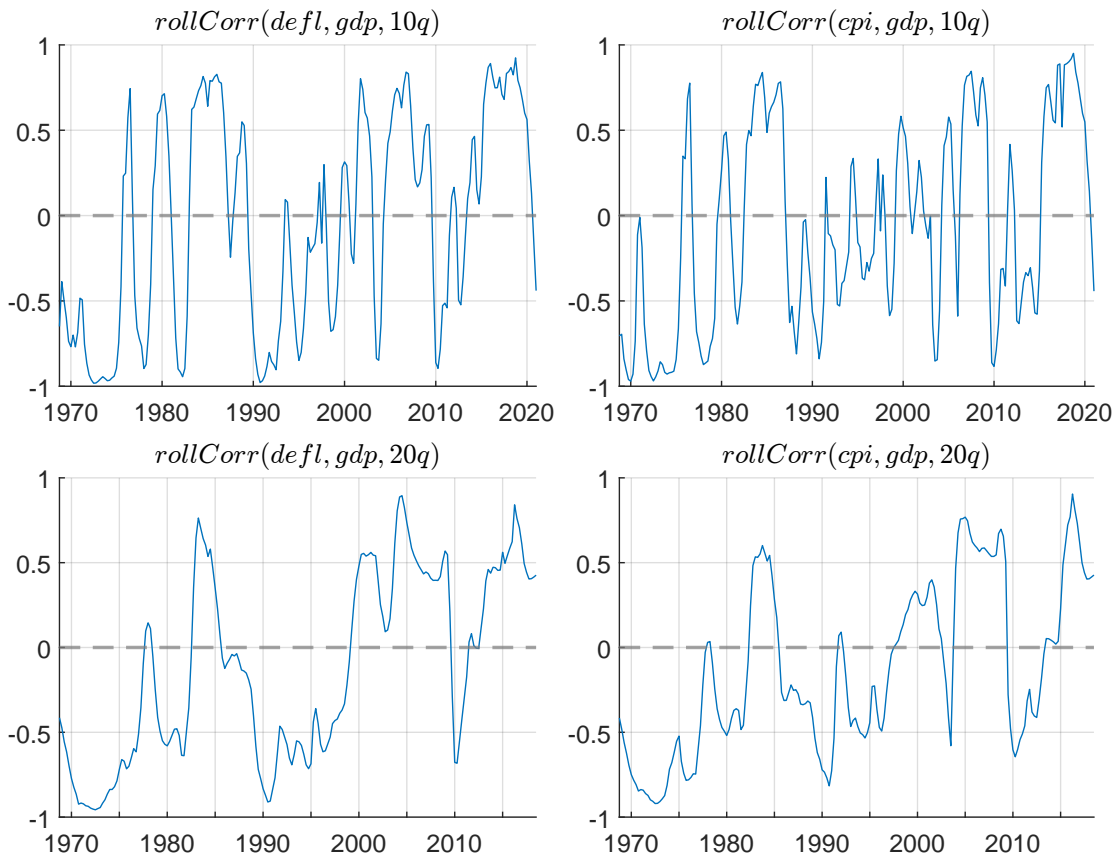 rollCorr(defl, gdp, 10q)
1
0.5
0
-0.5
-1
1970 1980 1990 2000 2010 2020
rollCorr(cpi, gdp, 10q)
1
0.5
0
-0.5
-1
1970 1980 1990 2000 2010 2020
rollCorr(defl, gdp, 20q)
1
0.5
0
-0.5
-1
1970 1980 1990 2000 2010
rollCorr(cpi, gdp, 20q)
1
0.5
0
-0.5
-1
1970 1980 1990 2000 2010